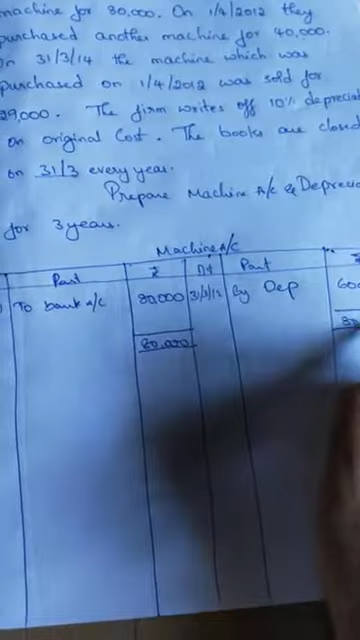 machine for 80,000. On 1/4/2012 they
purchased another machine for 40,000.
On 31/3/14 the machine which was
purchased on 1/4/2012 was sold for
29,000. The firm writes off 10% depreciat
on original Cost. The books are closed
on 31/3 every year.
Prepare Machine A/c & Deprecia
for 3 years.
Machine A/c
Part ₹ Dt Part ₹
To bank A/c 80,000 31/3/12 By Dep 600
80,000 80